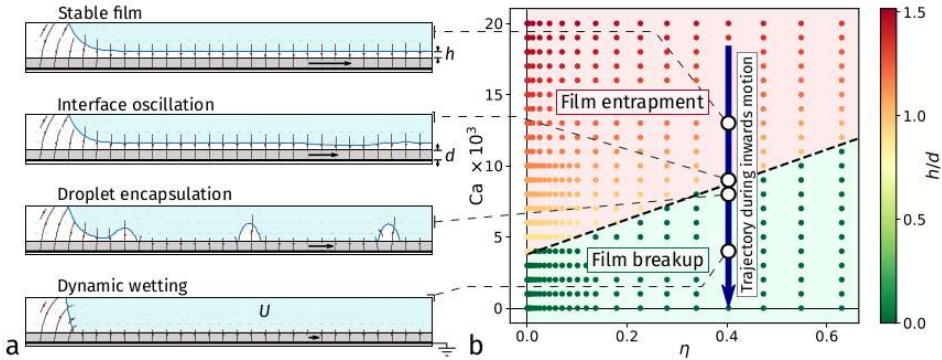 Stable film
h
Interface oscillation
d
Droplet encapsulation
Dynamic wetting
U
a
20
15
10
5
0
Ca × 10³
Film entrapment
Film breakup
Trajectory during inwards motion
0.0
0.2
0.4
0.6
η
b
1.5
1.0
0.5
0.0
h/d